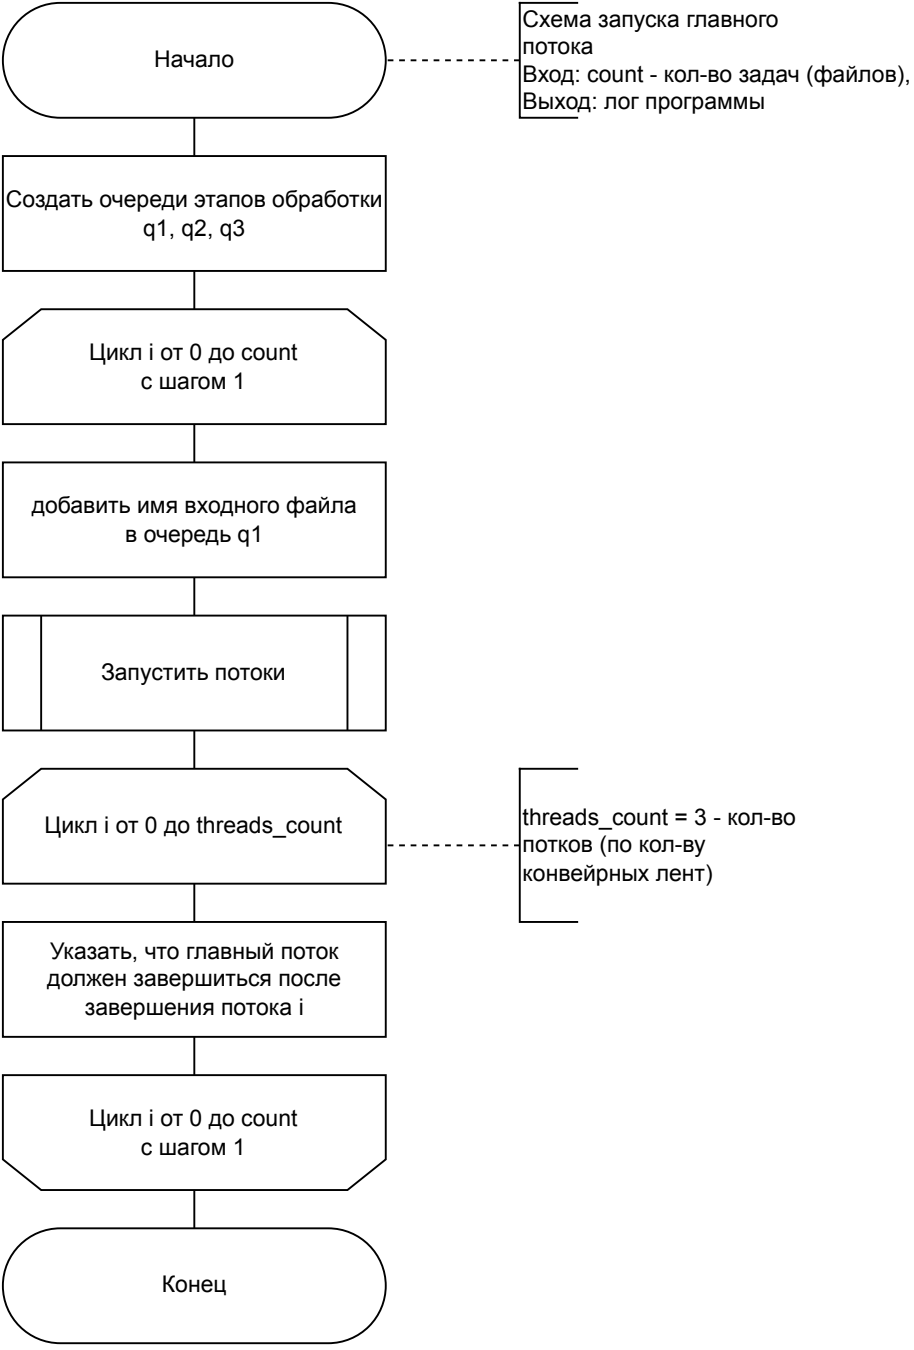 Начало
Схема запуска главного
потока
Вход: count - кол-во задач (файлов),
Выход: лог программы
Создать очереди этапов обработки
q1, q2, q3
Цикл i от 0 до count
с шагом 1
добавить имя входного файла
в очередь q1
Запустить потоки
Цикл i от 0 до threads_count
threads_count = 3 - кол-во
потков (по кол-ву
конвейрных лент)
Указать, что главный поток
должен завершиться после
завершения потока i
Цикл i от 0 до count
с шагом 1
Конец